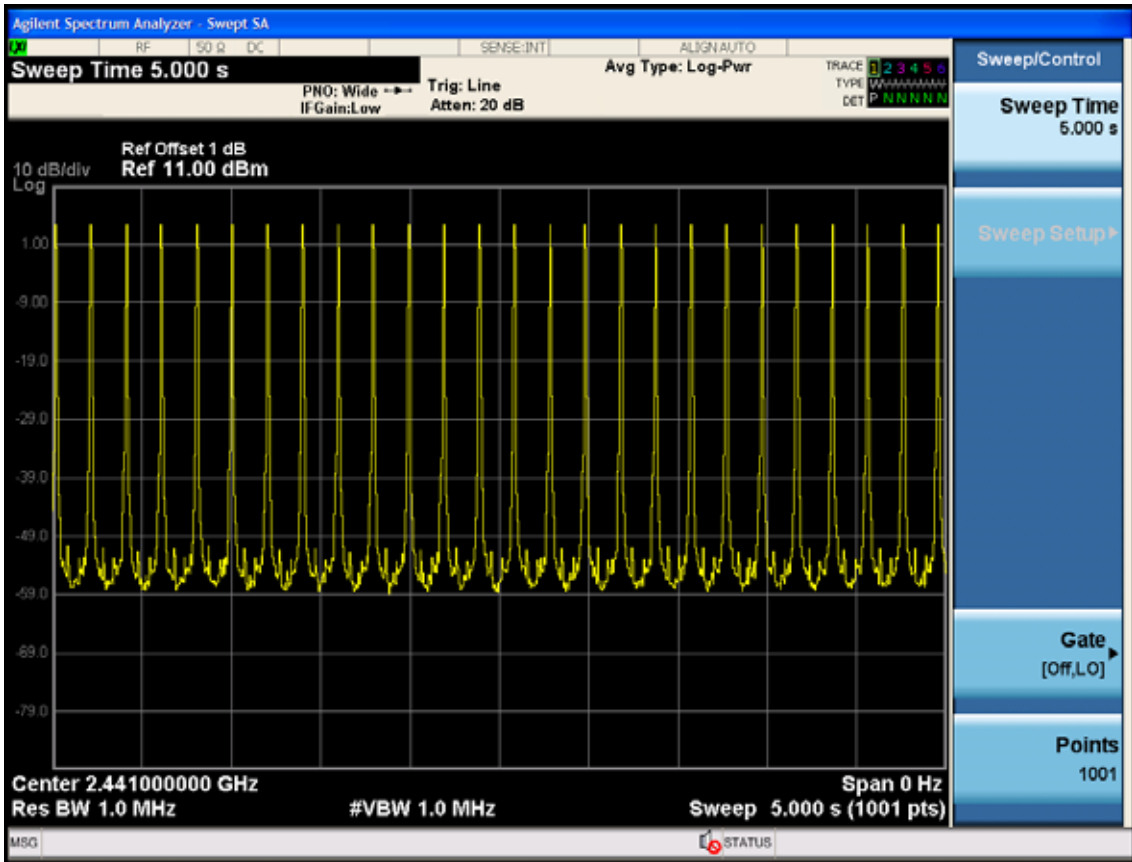 Agilent Spectrum Analyzer - Swept SA
LXI RF 50 Ω DC SENSE:INT ALIGNAUTO
Sweep Time 5.000 s
PNO: Wide
IFGain:Low
Trig: Line
Atten: 20 dB
Avg Type: Log-Pwr
TRACE 1 2 3 4 5 6
TYPE W
DET P N N N N N
Ref Offset 1 dB
10 dB/div Ref 11.00 dBm
Log
1.00
-9.00
-19.0
-29.0
-39.0
-49.0
-59.0
-69.0
-79.0
Center 2.441000000 GHz Span 0 Hz
Res BW 1.0 MHz #VBW 1.0 MHz Sweep 5.000 s (1001 pts)
MSG STATUS
Sweep/Control
Sweep Time
5.000 s
Sweep Setup
Gate
[Off,LO]
Points
1001